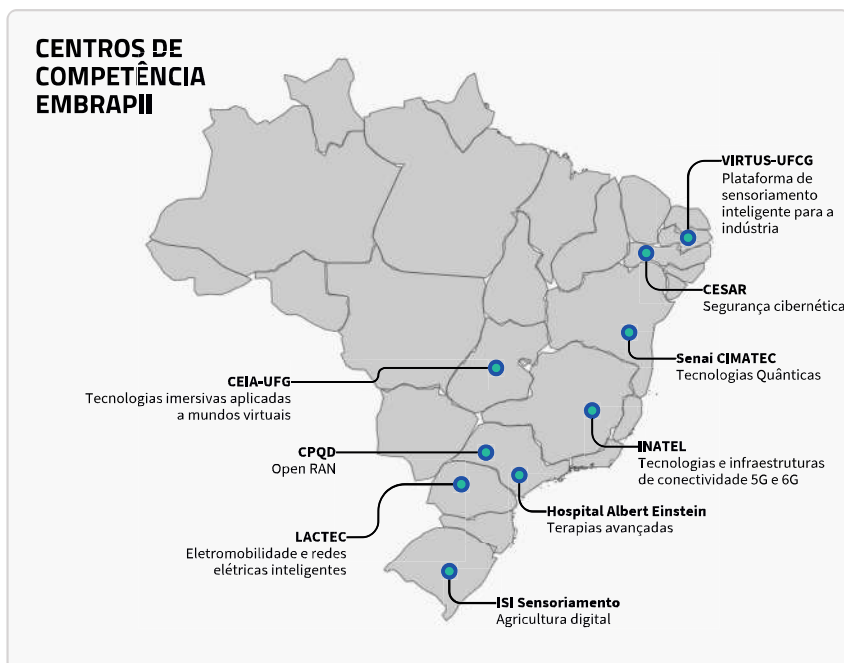 CENTROS DE
COMPETÊNCIA
EMBRAPII
VIRTUS-UFCG
Plataforma de
sensoriamento
inteligente para a
indústria
CESAR
Segurança cibernética
Senai CIMATEC
Tecnologias Quânticas
CEIA-UFG
Tecnologias imersivas aplicadas
a mundos virtuais
INATEL
Tecnologias e infraestruturas
de conectividade 5G e 6G
CPQD
Open RAN
Hospital Albert Einstein
Terapias avançadas
LACTEC
Eletromobilidade e redes
elétricas inteligentes
ISI Sensoriamento
Agricultura digital